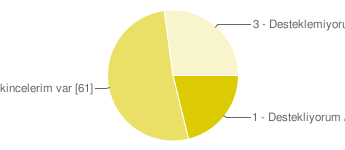 3 - Desteklemiyoru
kincelerim var [61]
1 - Destekliyorum